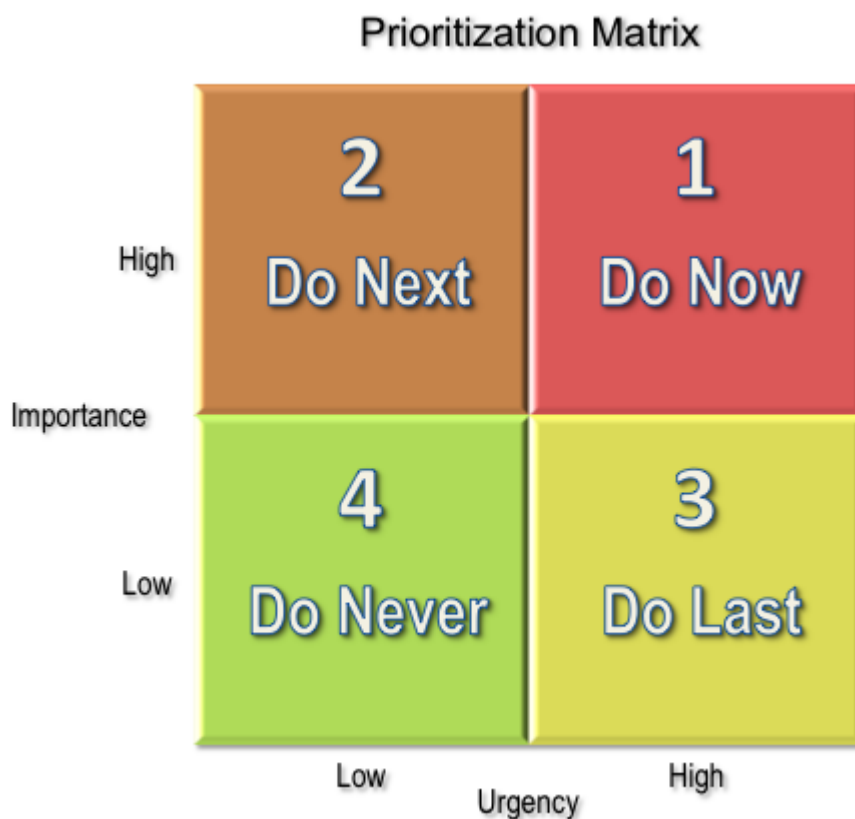 Prioritization Matrix
2
1
High
Do Next
Do Now
Importance
4
3
Low
Do Never
Do Last
Low
High
Urgency